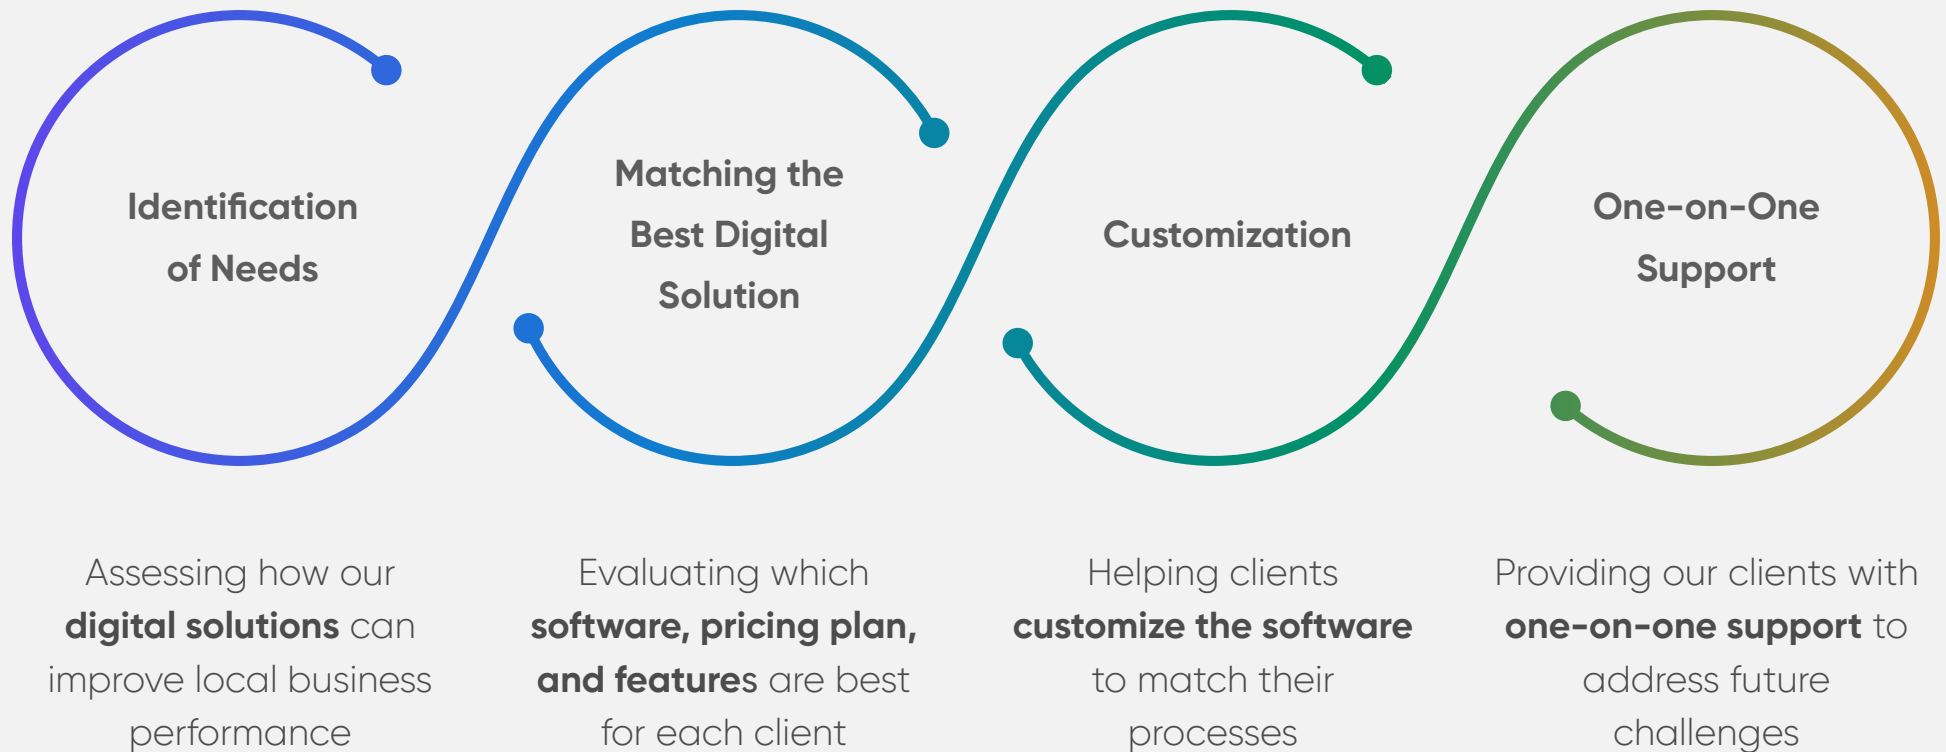 Identification
of Needs
Matching the
Best Digital
Solution
Customization
One-on-One
Support
Assessing how our
digital solutions can
improve local business
performance
Evaluating which
software, pricing plan,
and features are best
for each client
Helping clients
customize the software
to match their
processes
Providing our clients with
one-on-one support to
address future
challenges